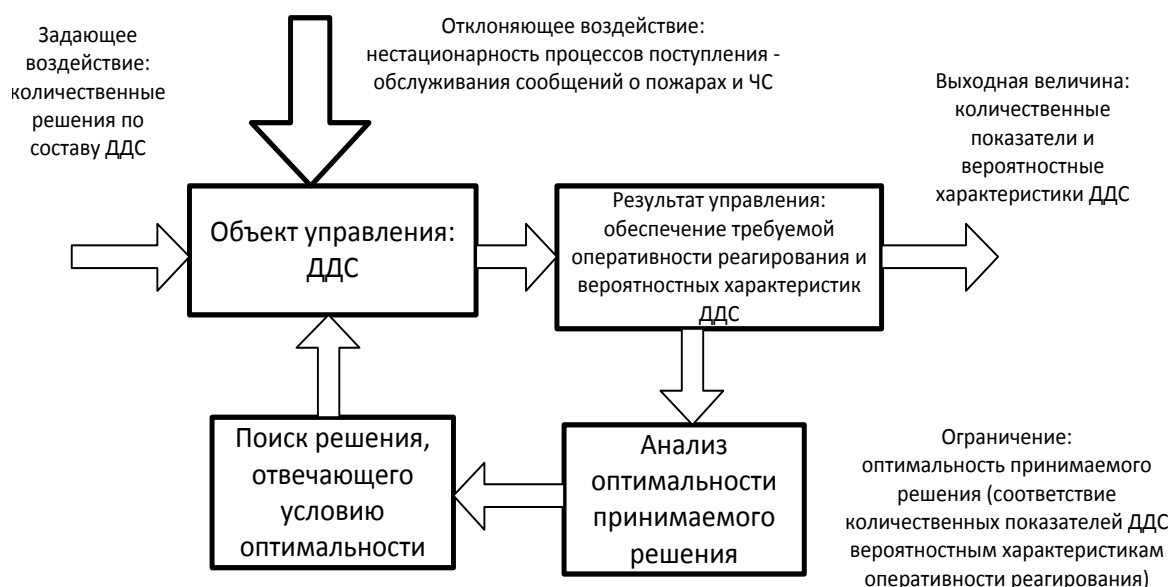 Задающее
воздействие:
количественные
решения по
составу ДДС
Отклоняющее воздействие:
нестационарность процессов поступления -
обслуживания сообщений о пожарах и ЧС
Выходная величина:
количественные
показатели и
вероятностные
характеристики ДДС
Объект управления:
ДДС
Результат управления:
обеспечение требуемой
оперативности реагирования и
вероятностных характеристик
ДДС
Поиск решения,
отвечающего
условию
оптимальности
Анализ
оптимальности
принимаемого
решения
Ограничение:
оптимальность принимаемого
решения (соответствие
количественных показателей ДДС
вероятностным характеристикам
оперативности реагирования)